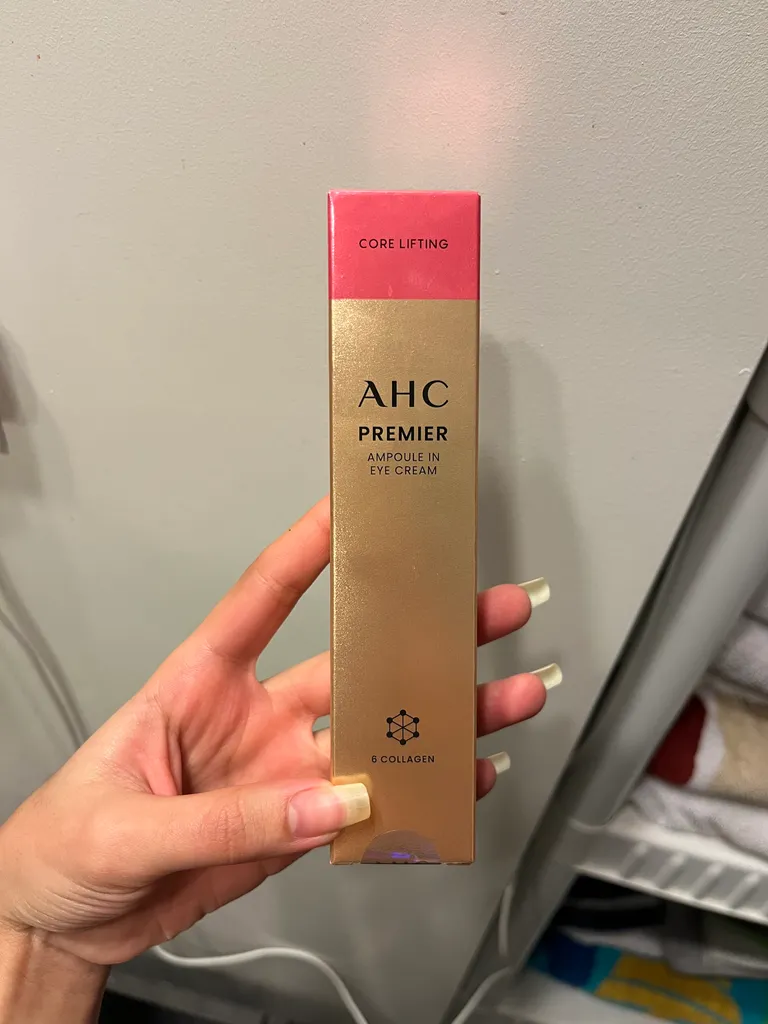 CORE LIFTING
AHC
PREMIER
AMPOULE IN
EYE CREAM
6 COLLAGEN